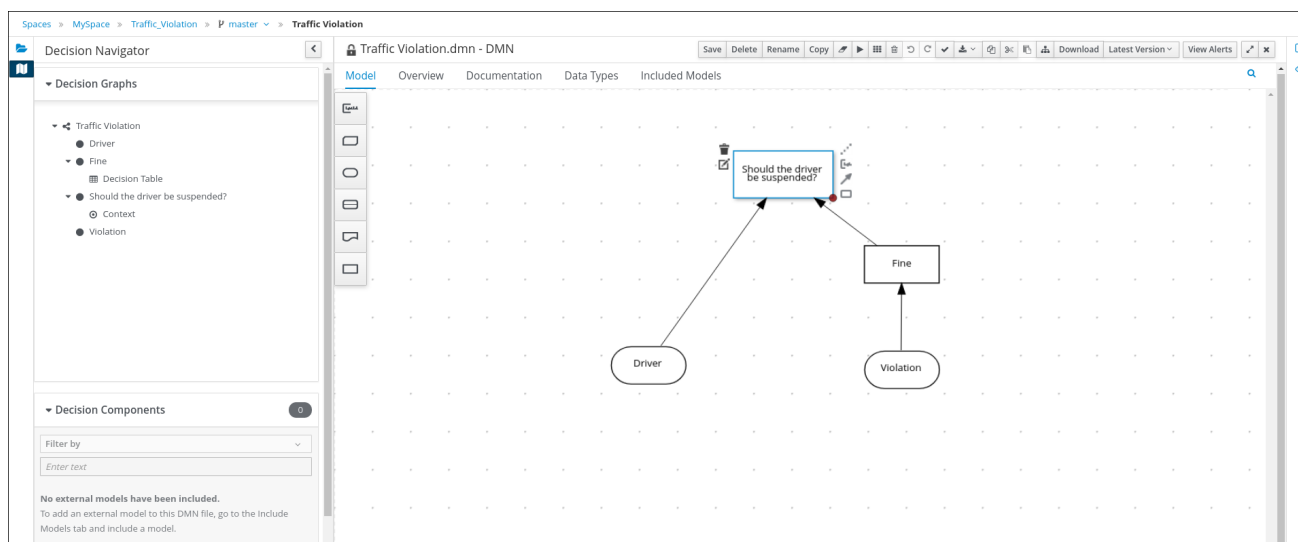 Spaces » MySpace » Traffic_Violation » master » Traffic Violation
Decision Navigator
Traffic Violation.dmn - DMN
Save Delete Rename Copy Download Latest Version View Alerts
Decision Graphs
Model Overview Documentation Data Types Included Models
Traffic Violation
Driver
Fine
Decision Table
Should the driver be suspended?
Context
Violation
Should the driver
be suspended?
Fine
Driver
Violation
Decision Components 0
Filter by
Enter text
No external models have been included.
To add an external model to this DMN file, go to the Include
Models tab and include a model.